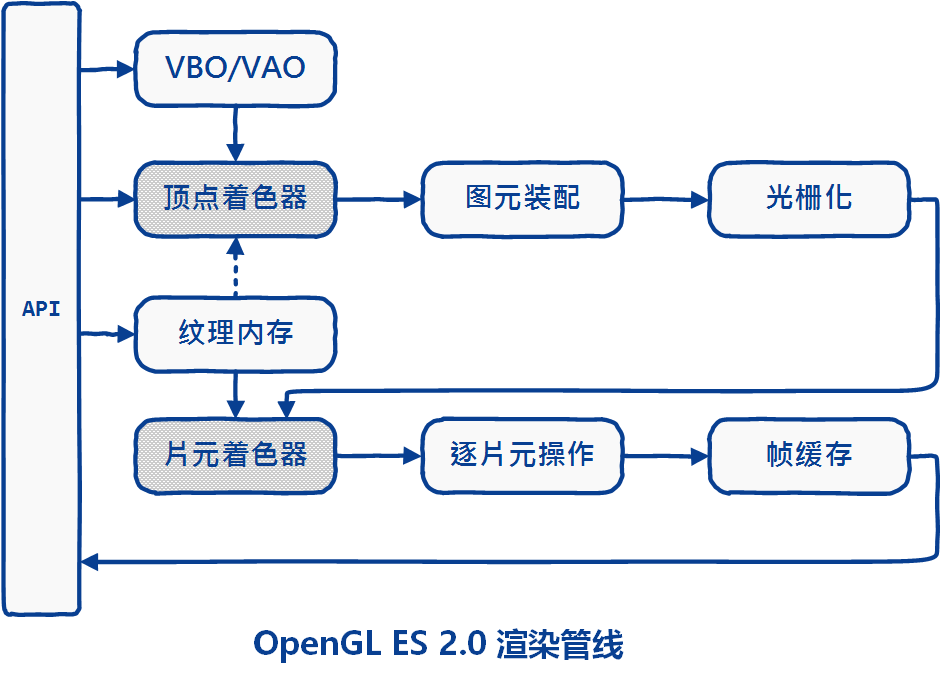 VBO/VAO
顶点着色器
图元装配
光栅化
API
纹理内存
片元着色器
逐片元操作
帧缓存
OpenGL ES 2.0 渲染管线